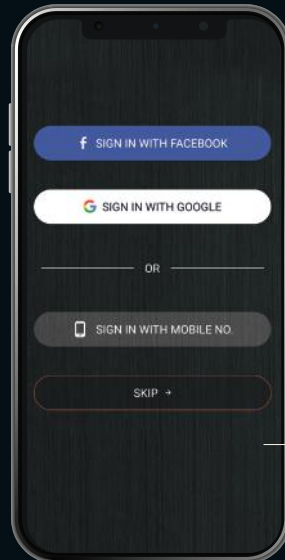 SIGN IN WITH FACEBOOK
SIGN IN WITH GOOGLE
OR
SIGN IN WITH MOBILE NO.
SKIP →